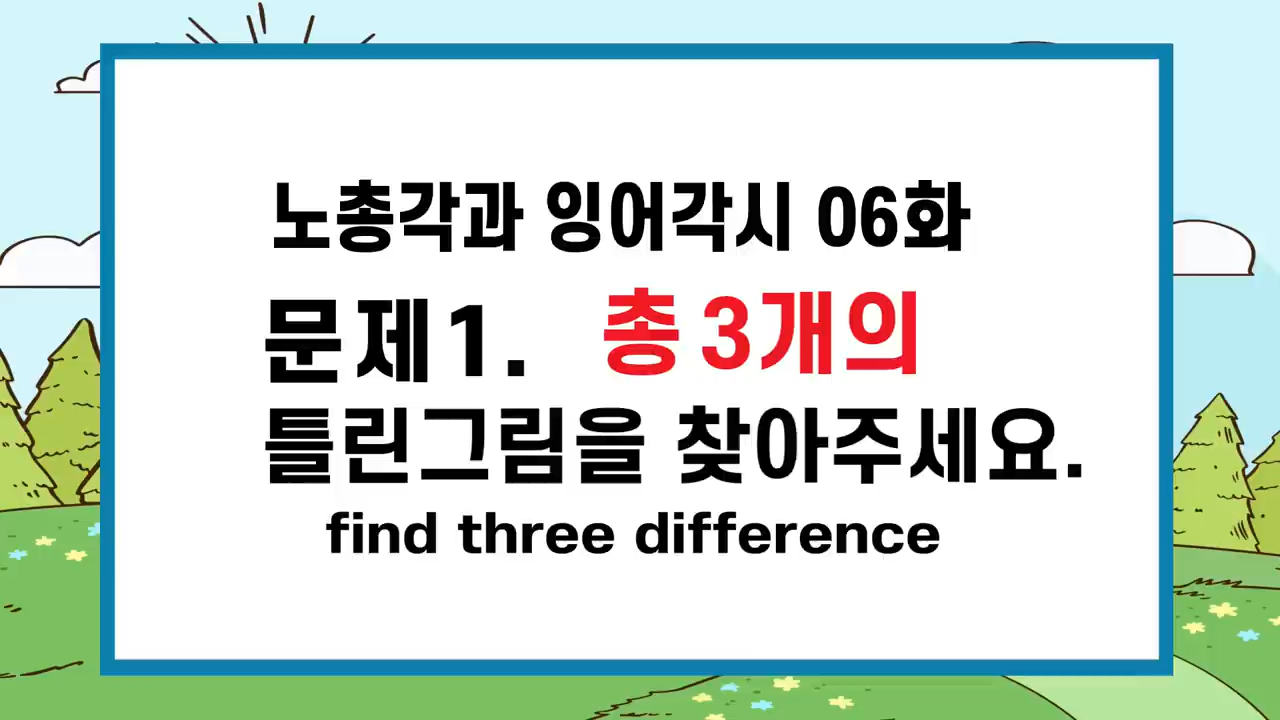 노총각과 잉어각시 06화
문제1. 총 3개의
틀린그림을 찾아주세요.
find three difference